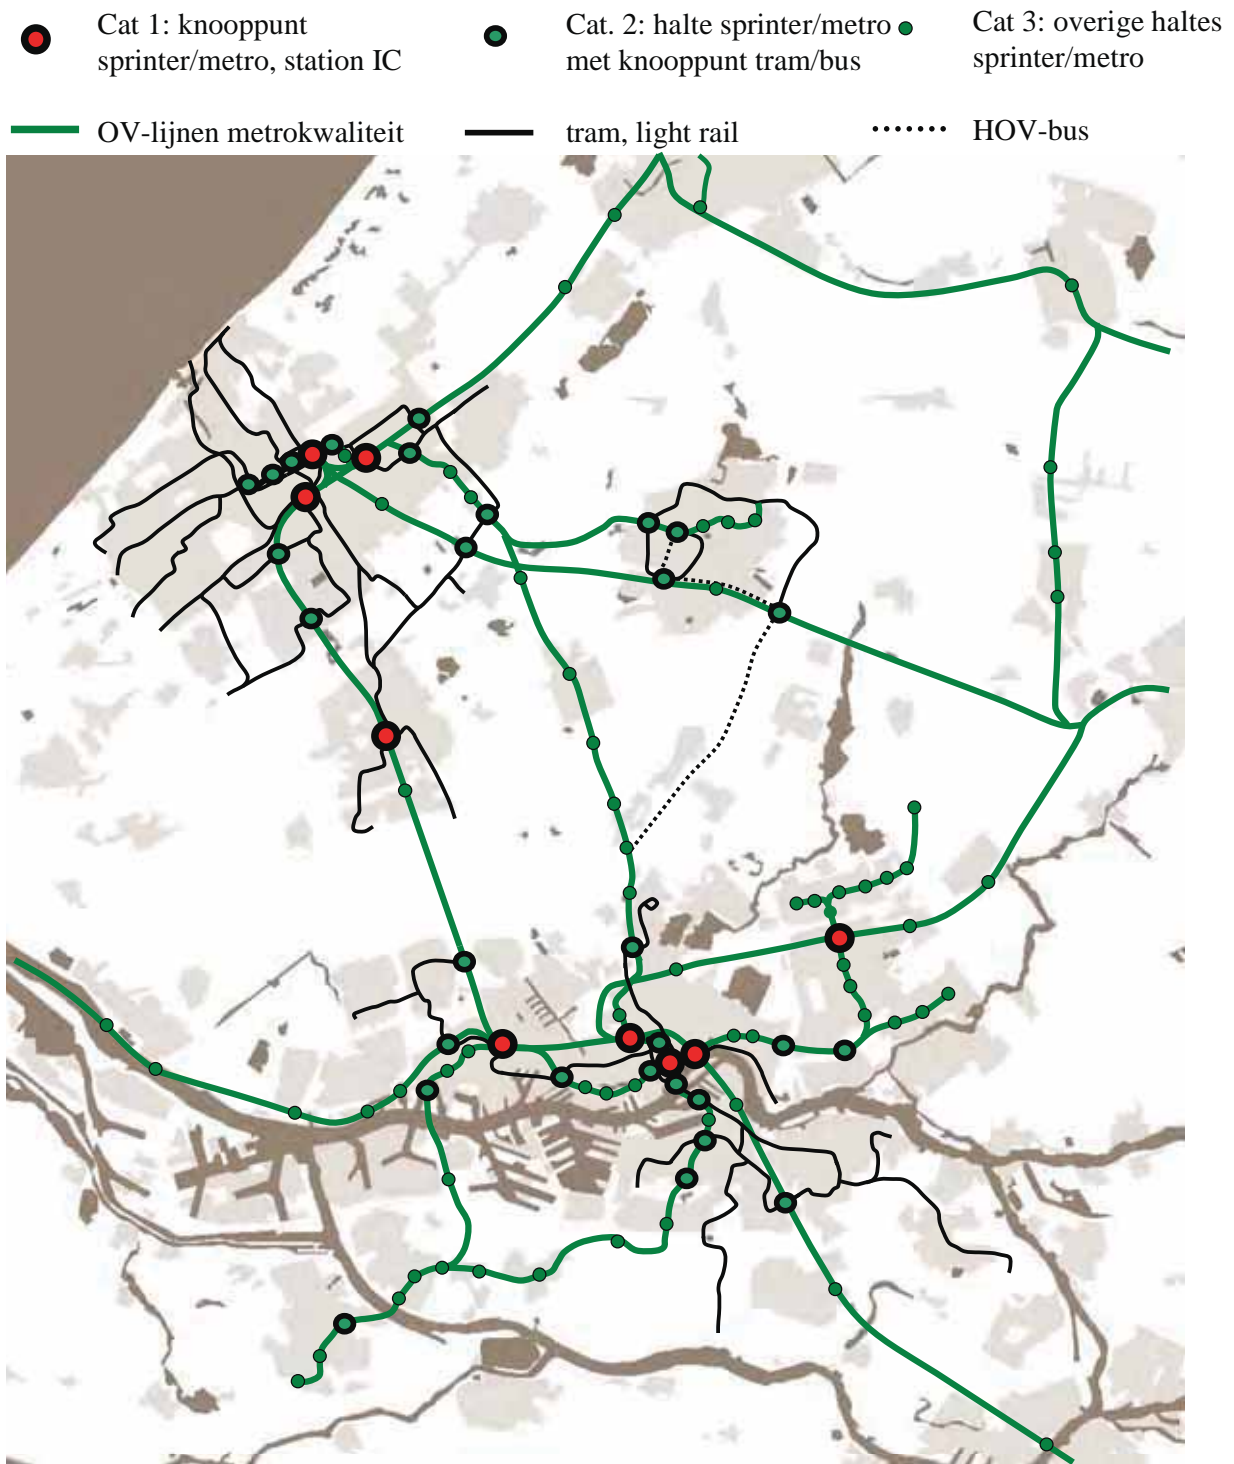 Cat 1: knooppunt
sprinter/metro, station IC
Cat. 2: halte sprinter/metro
met knooppunt tram/bus
Cat 3: overige haltes
sprinter/metro
OV-lijnen metrokwaliteit
tram, light rail
HOV-bus